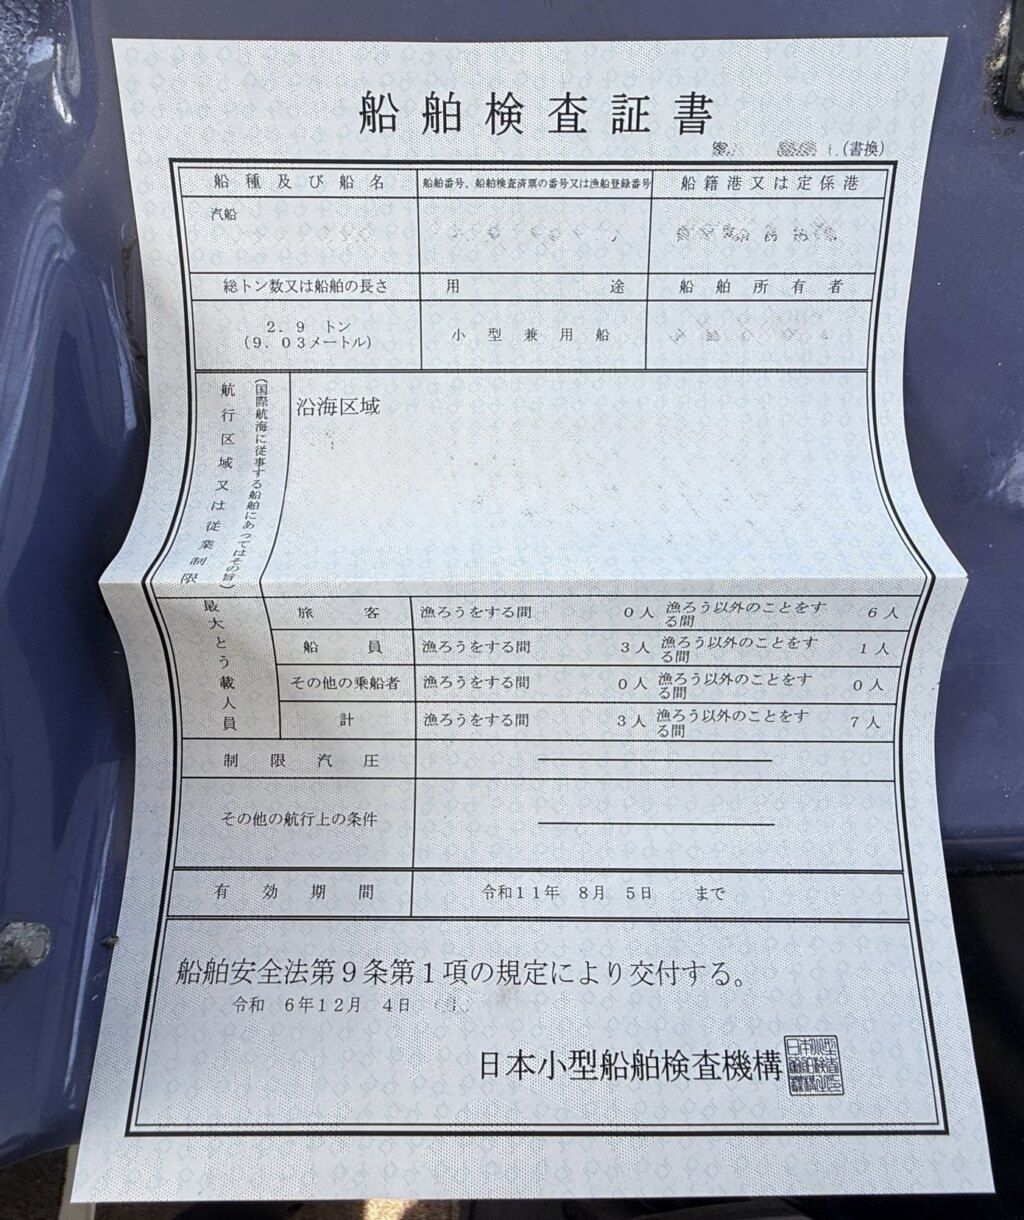 船舶検査証書
(書換)
船種及び船名
船舶番号、船舶検査済票の番号又は漁船登録番号
船籍港又は定係港
汽船
総トン数又は船舶の長さ
用途
船舶所有者
2.9 トン
(9.03メートル)
小型兼用船
航行区域又は従業制限
(国際航海に従事する船舶にあってはその旨)
沿海区域
最大とう載人員
旅客 漁ろうをする間 0人 漁ろう以外のことをする間 6人
船員 漁ろうをする間 3人 漁ろう以外のことをする間 1人
その他の乗船者 漁ろうをする間 0人 漁ろう以外のことをする間 0人
計 漁ろうをする間 3人 漁ろう以外のことをする間 7人
制限汽圧
その他の航行上の条件
有効期間 令和11年 8月 5日 まで
船舶安全法第9条第1項の規定により交付する。
令和 6年12月 4日
日本小型船舶検査機構